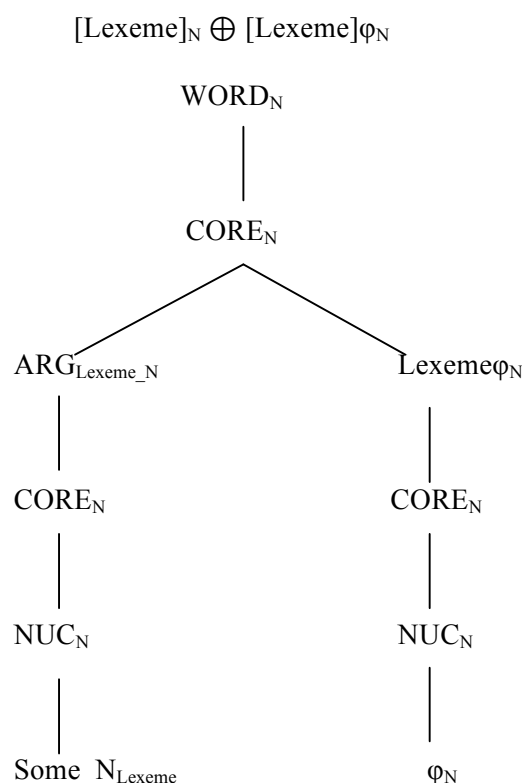 [Lexeme]N ⊕ [Lexeme]φN
WORDN
COREN
ARGLexeme_N LexemeφN
COREN COREN
NUCN NUCN
Some NLexeme φN